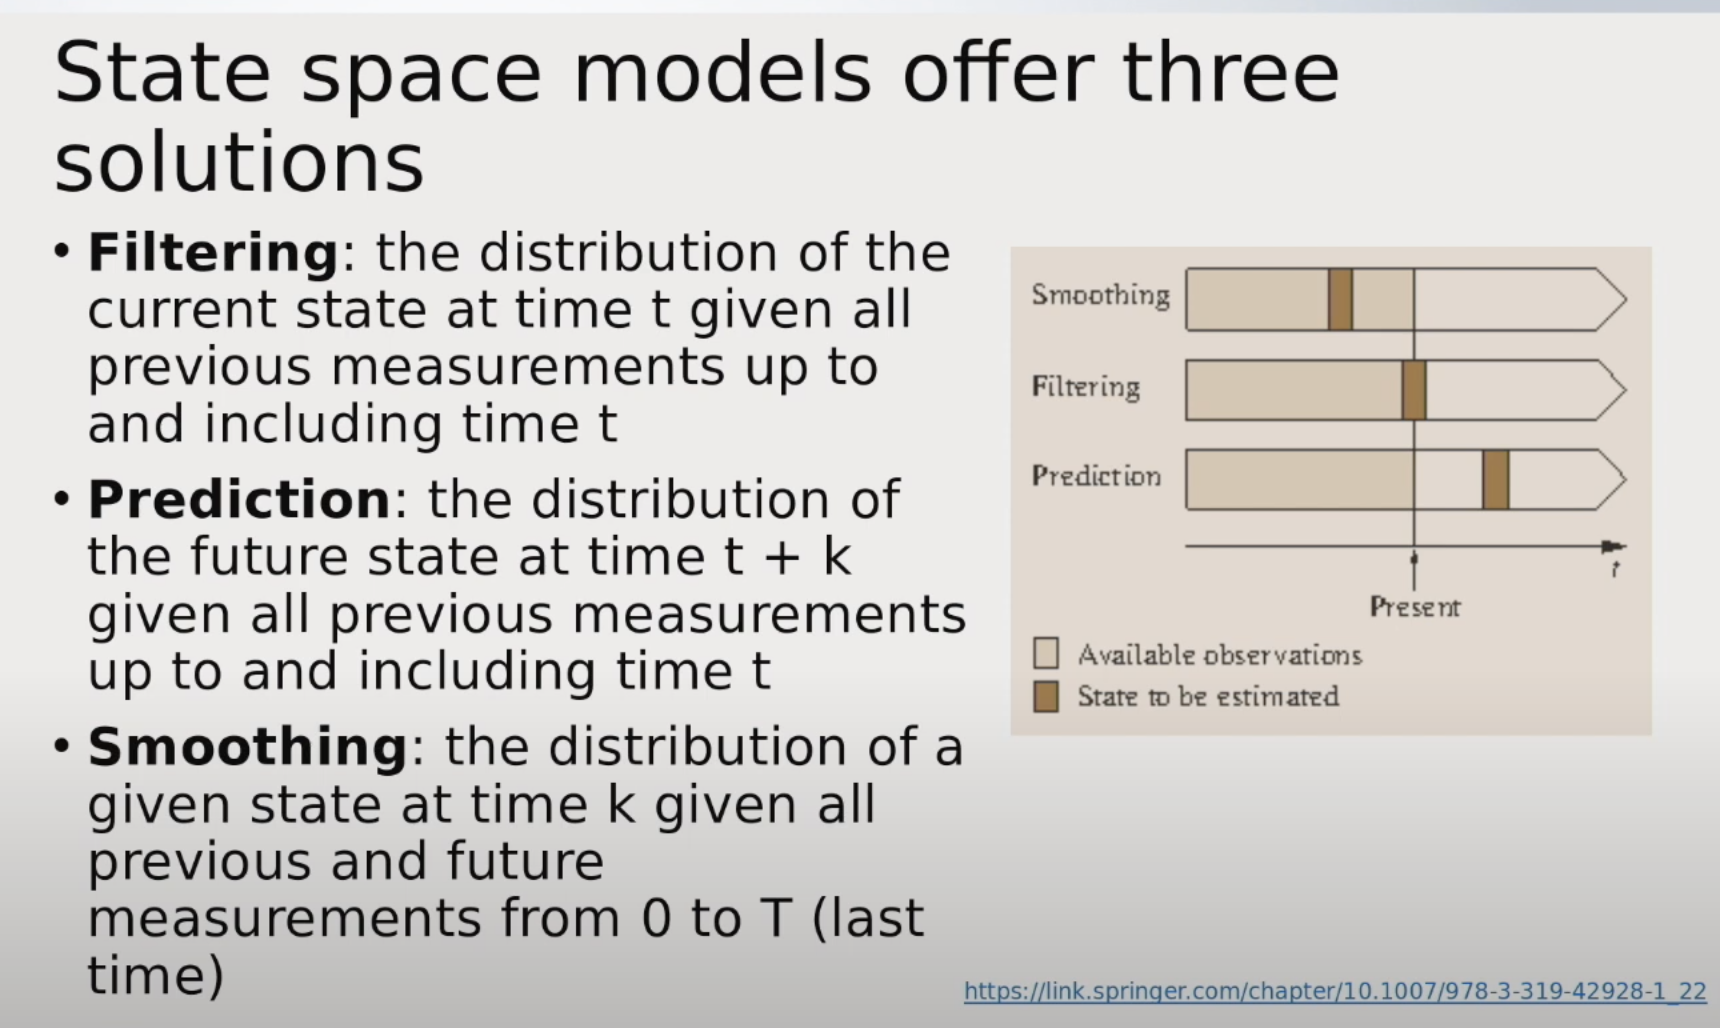 State space models offer three
solutions
• Filtering: the distribution of the
current state at time t given all
previous measurements up to
and including time t
• Prediction: the distribution of
the future state at time t + k
given all previous measurements
up to and including time t
• Smoothing: the distribution of a
given state at time k given all
previous and future
measurements from 0 to T (last
time)
Smoothing
Filtering
Prediction
t
Present
Available observations
State to be estimated
https://link.springer.com/chapter/10.1007/978-3-319-42928-1_22